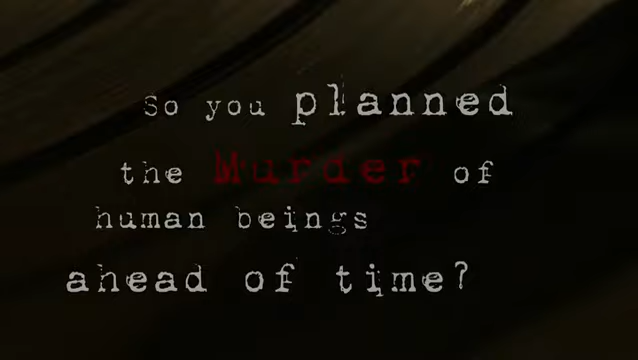 So you planned
the Murder of
human beings
ahead of time?